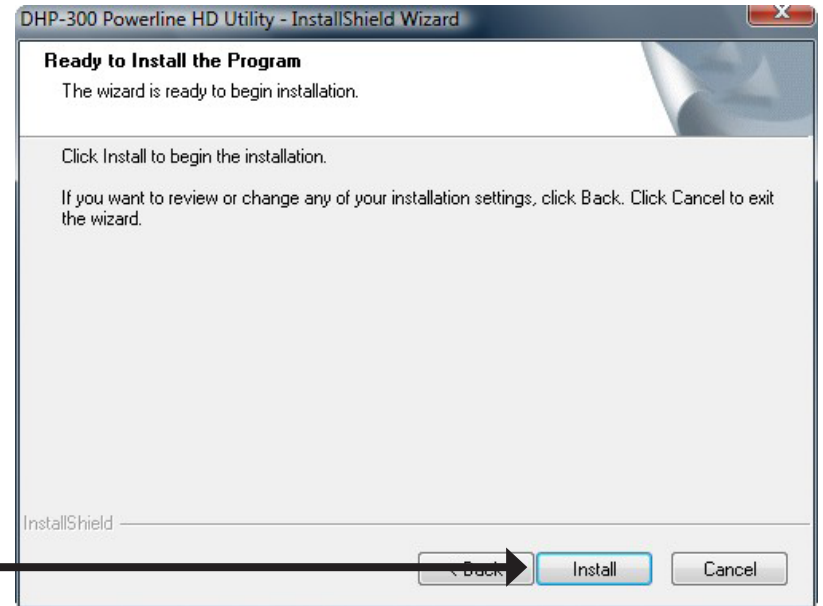 DHP-300 Powerline HD Utility - InstallShield Wizard
Ready to Install the Program
The wizard is ready to begin installation.
Click Install to begin the installation.
If you want to review or change any of your installation settings, click Back. Click Cancel to exit
the wizard.
InstallShield
< Back Install Cancel